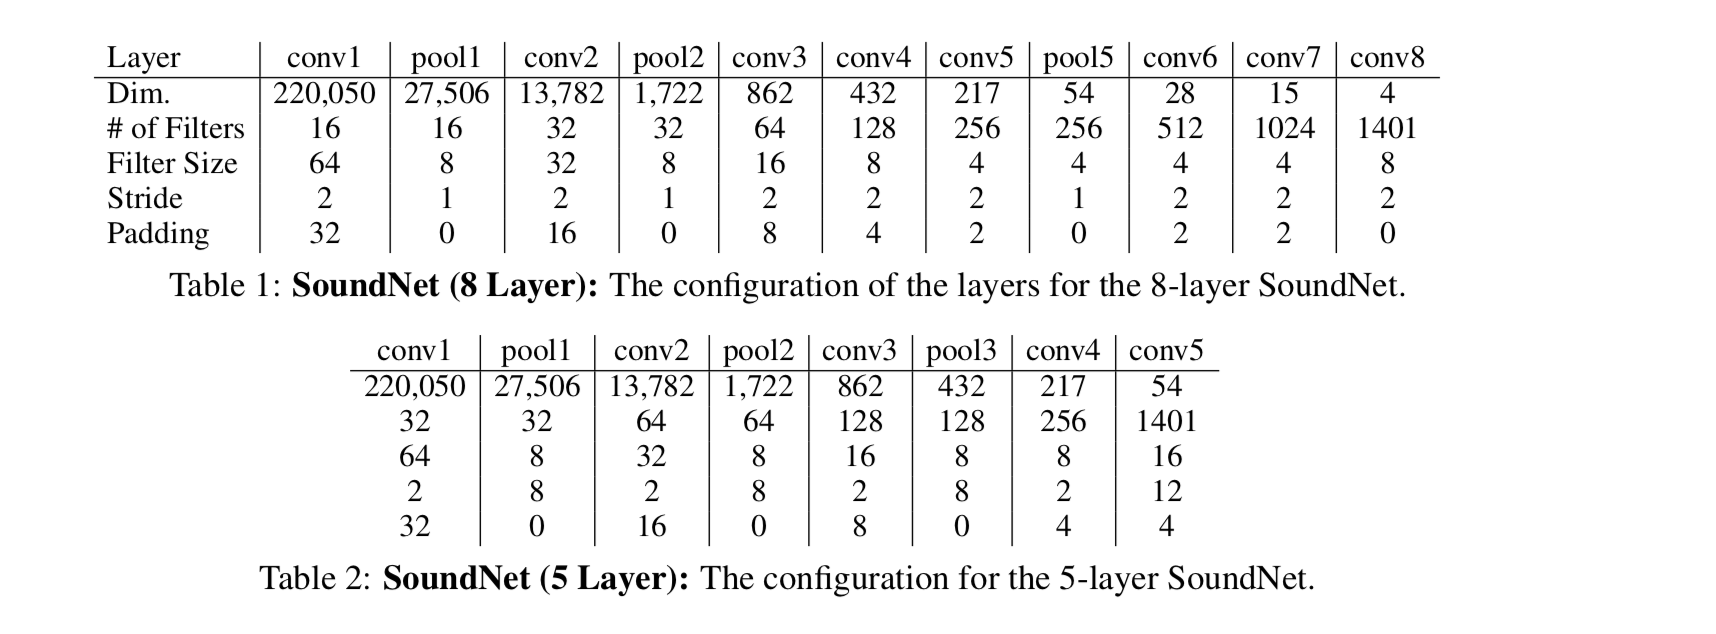 Layer conv1 pool1 conv2 pool2 conv3 conv4 conv5 pool5 conv6 conv7 conv8
Dim. 220,050 27,506 13,782 1,722 862 432 217 54 28 15 4
# of Filters 16 16 32 32 64 128 256 256 512 1024 1401
Filter Size 64 8 32 8 16 8 4 4 4 4 8
Stride 2 1 2 1 2 2 2 1 2 2 2
Padding 32 0 16 0 8 4 2 0 2 2 0
Table 1: SoundNet (8 Layer): The configuration of the layers for the 8-layer SoundNet.
conv1 pool1 conv2 pool2 conv3 pool3 conv4 conv5
220,050 27,506 13,782 1,722 862 432 217 54
32 32 64 64 128 128 256 1401
64 8 32 8 16 8 8 16
2 8 2 8 2 8 2 12
32 0 16 0 8 0 4 4
Table 2: SoundNet (5 Layer): The configuration for the 5-layer SoundNet.